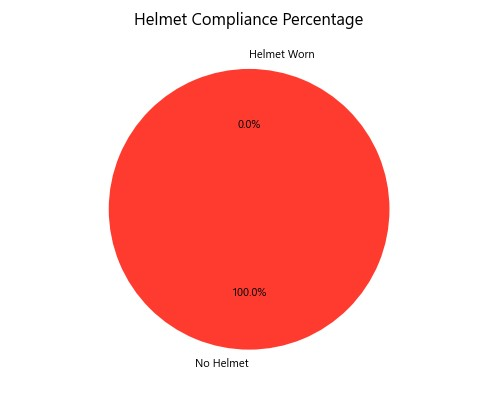 Helmet Compliance Percentage
Helmet Worn
0.0%
100.0%
No Helmet